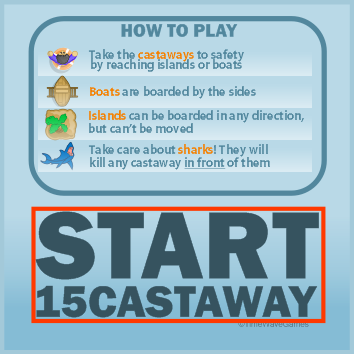 HOW TO PLAY
Take the castaways to safety
by reaching islands or boats
Boats are boarded by the sides
Islands can be boarded in any direction,
but can't be moved
Take care about sharks! They will
kill any castaway in front of them
START
15CASTAWAY
©TimeWaveGames